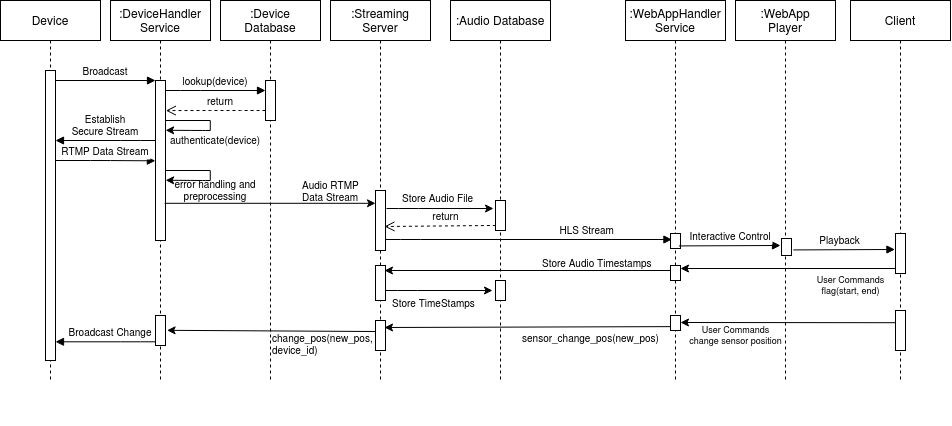 Device
:DeviceHandler
Service
:Device
Database
:Streaming
Server
:Audio Database
:WebAppHandler
Service
:WebApp
Player
Client
Broadcast
lookup(device)
return
Establish
Secure Stream
authenticate(device)
RTMP Data Stream
error handling and
preprocessing
Audio RTMP
Data Stream
Store Audio File
return
HLS Stream
Interactive Control
Playback
Store Audio Timestamps
User Commands
flag(start, end)
Store TimeStamps
Broadcast Change
change_pos(new_pos,
device_id)
sensor_change_pos(new_pos)
User Commands
change sensor position